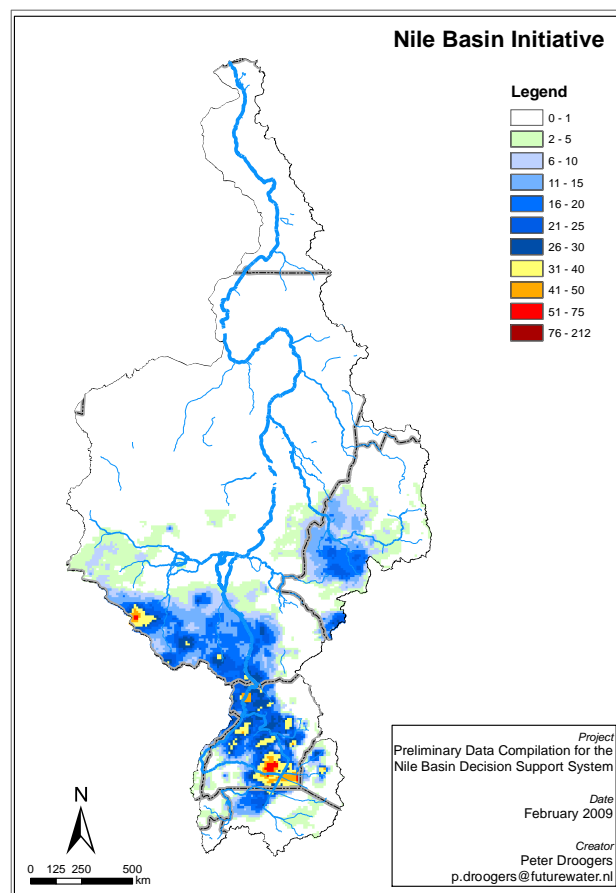 Nile Basin Initiative
Legend
0 - 1
2 - 5
6 - 10
11 - 15
16 - 20
21 - 25
26 - 30
31 - 40
41 - 50
51 - 75
76 - 212
Project
Preliminary Data Compilation for the
Nile Basin Decision Support System
Date
February 2009
Creator
Peter Droogers
p.droogers@futurewater.nl
N
0 125 250 500
km